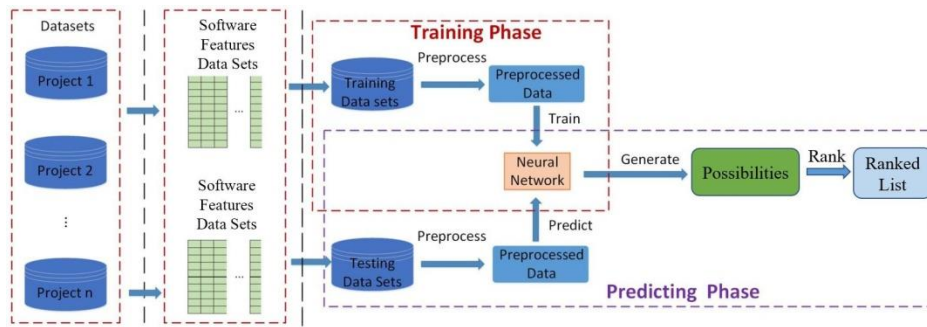 Datasets
Project 1
Project 2
...
Project n
Software
Features
Data Sets
...
Software
Features
Data Sets
...
Training Phase
Training
Data sets
Preprocess
Preprocessed
Data
Train
Neural
Network
Generate
Possibilities
Rank
Ranked
List
Predict
Testing
Data Sets
Preprocess
Preprocessed
Data
Predicting Phase